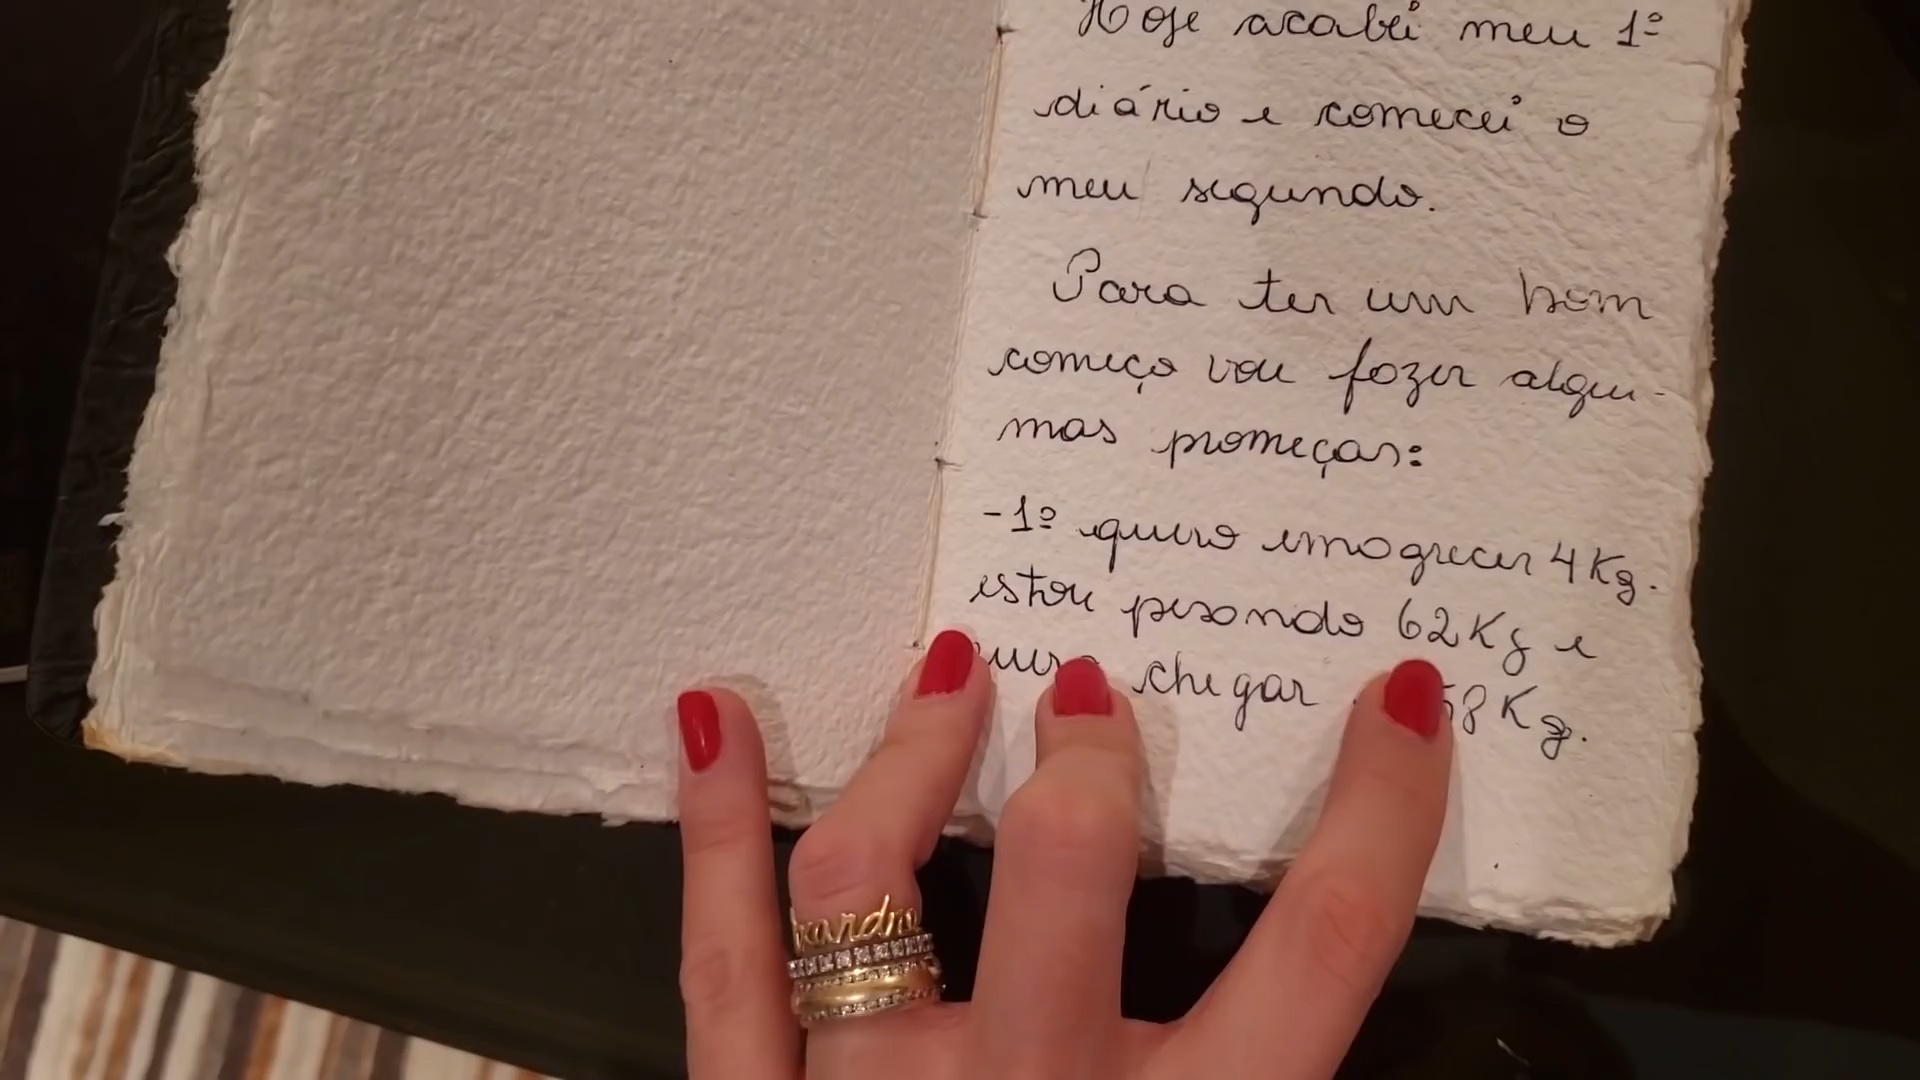 Hoje acabei meu 1º
diário e comecei o
meu segundo.
Para ter um bom
começo vou fazer algu-
mas promeças:
-1º quero emagrecer 4Kg.
estou pesando 62Kg e
chegar 58Kg.